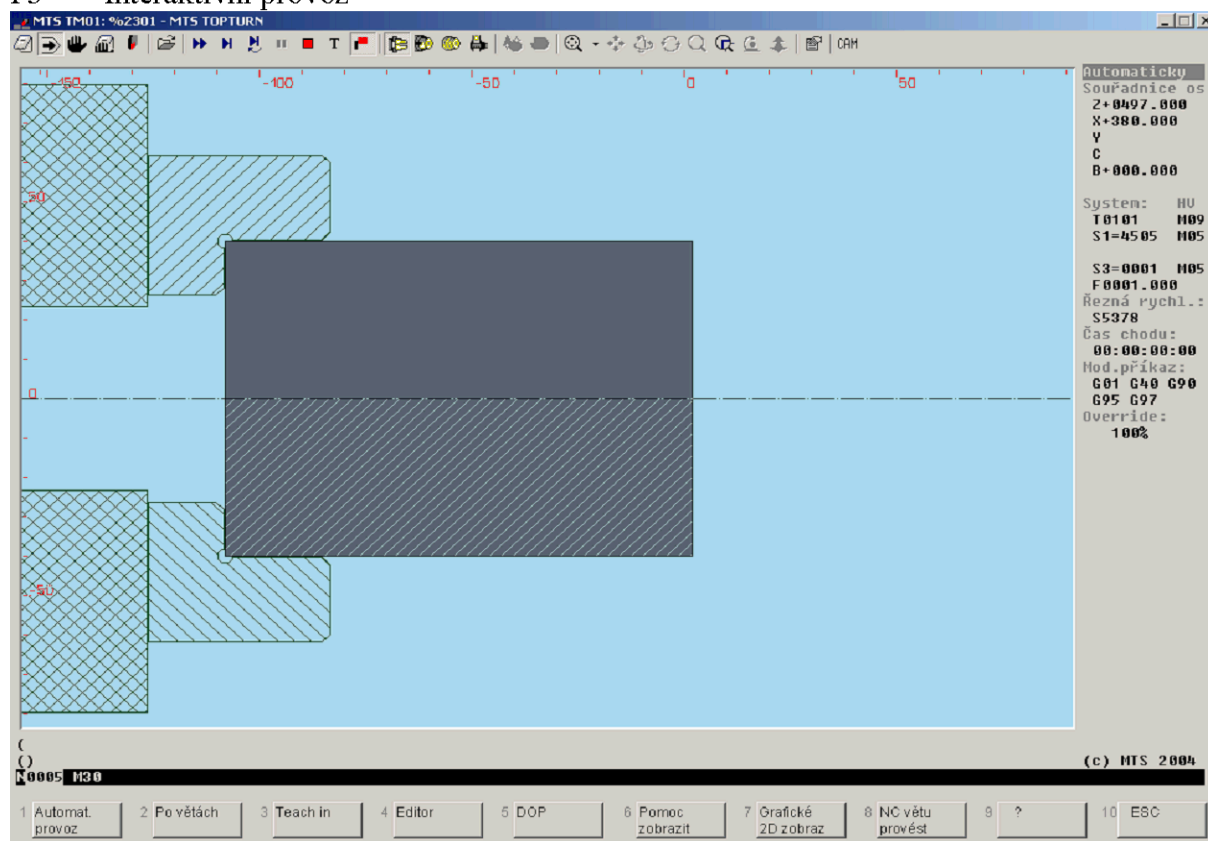 MTS TM01: %2301 - MTS TOPTURN
T CAM
-150 -100 -50 0 50
50
0
-50
Automaticky
Souřadnice os
Z+0497.000
X+380.000
Y
C
B+000.000
System: HV
T0101 M09
S1=4505 M05
S3=0001 M05
F0001.000
Řezná rychl.:
S5378
Čas chodu:
00:00:00:00
Mod.příkaz:
G01 G40 G90
G95 G97
Override:
100%
(
() (c) MTS 2004
N0005 M30
1 Automat. provoz
2 Po větách
3 Teach in
4 Editor
5 DOP
6 Pomoc zobrazit
7 Grafické 2D zobraz
8 NC větu provést
9 ?
10 ESC